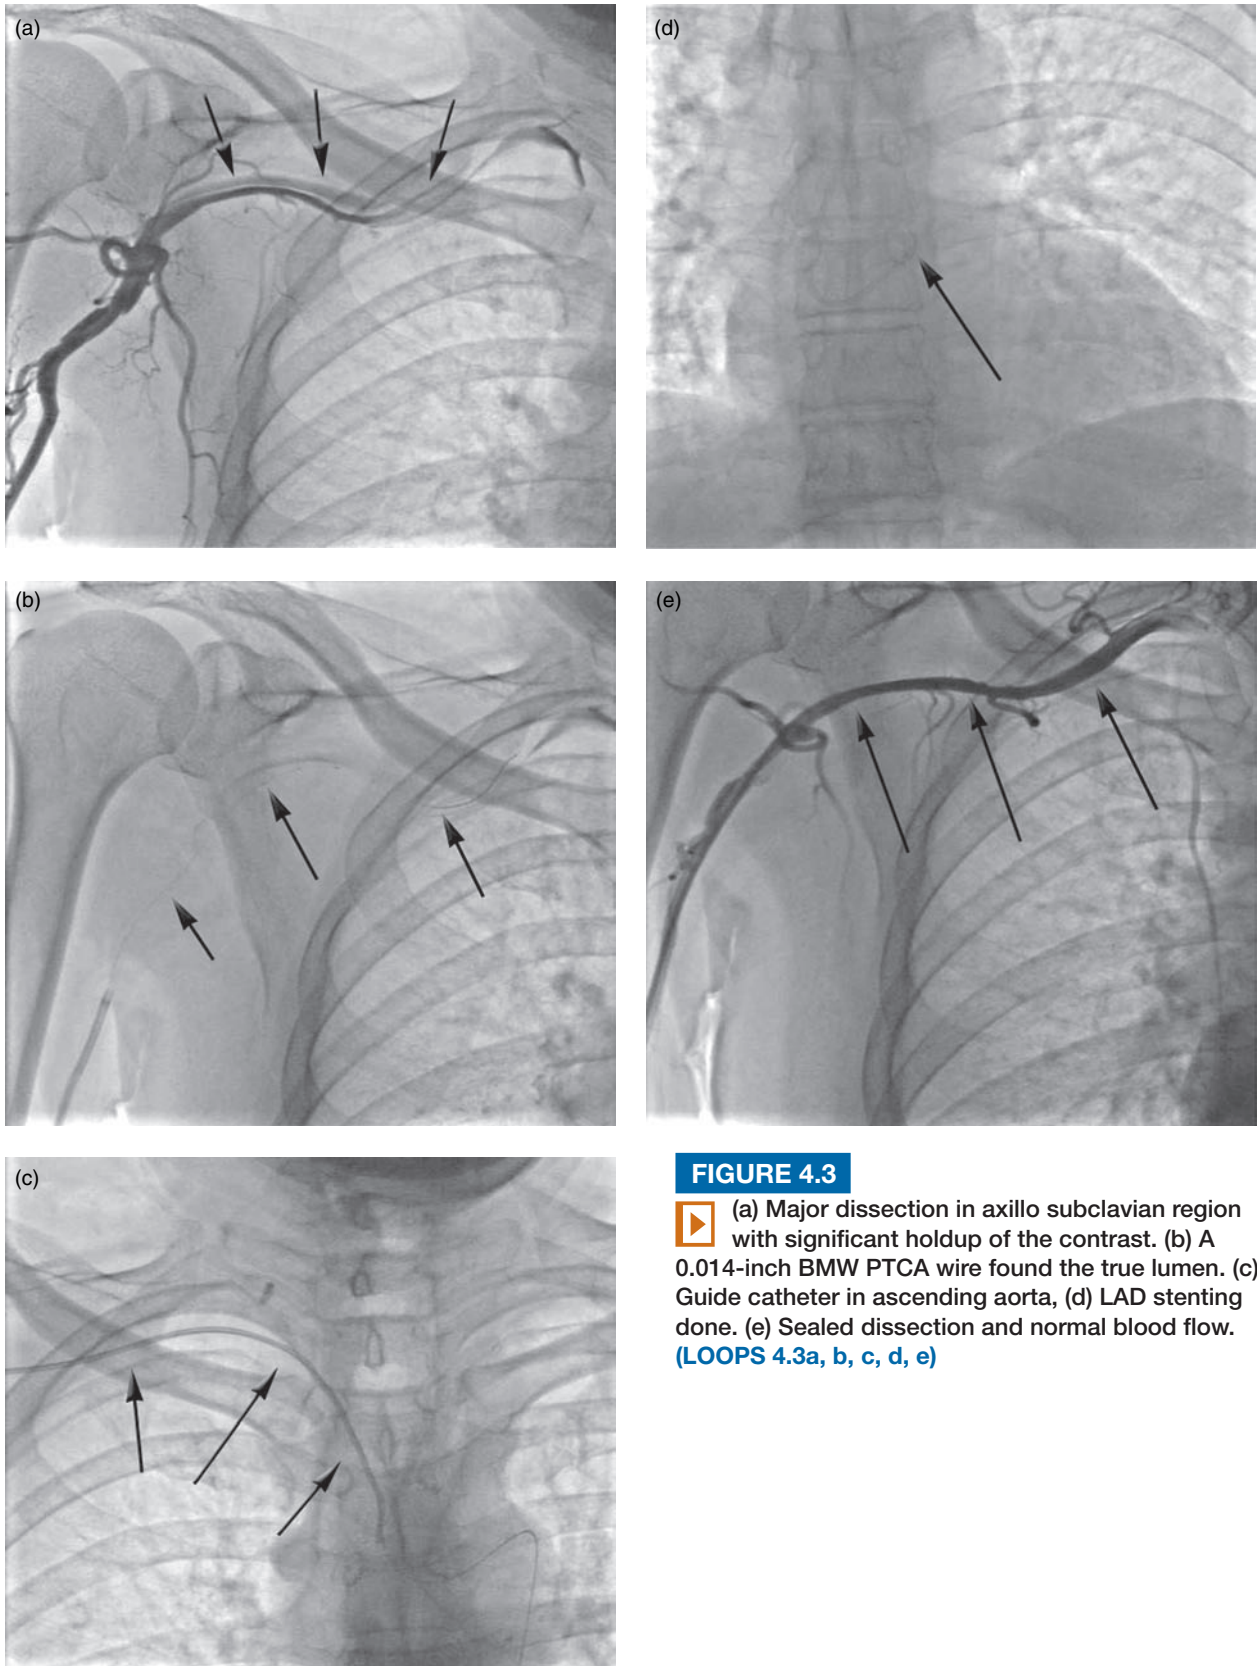 (a)
(d)
(b)
(e)
(c)
FIGURE 4.3
(a) Major dissection in axillo subclavian region
with significant holdup of the contrast. (b) A
0.014-inch BMW PTCA wire found the true lumen. (c)
Guide catheter in ascending aorta, (d) LAD stenting
done. (e) Sealed dissection and normal blood flow.
(LOOPS 4.3a, b, c, d, e)